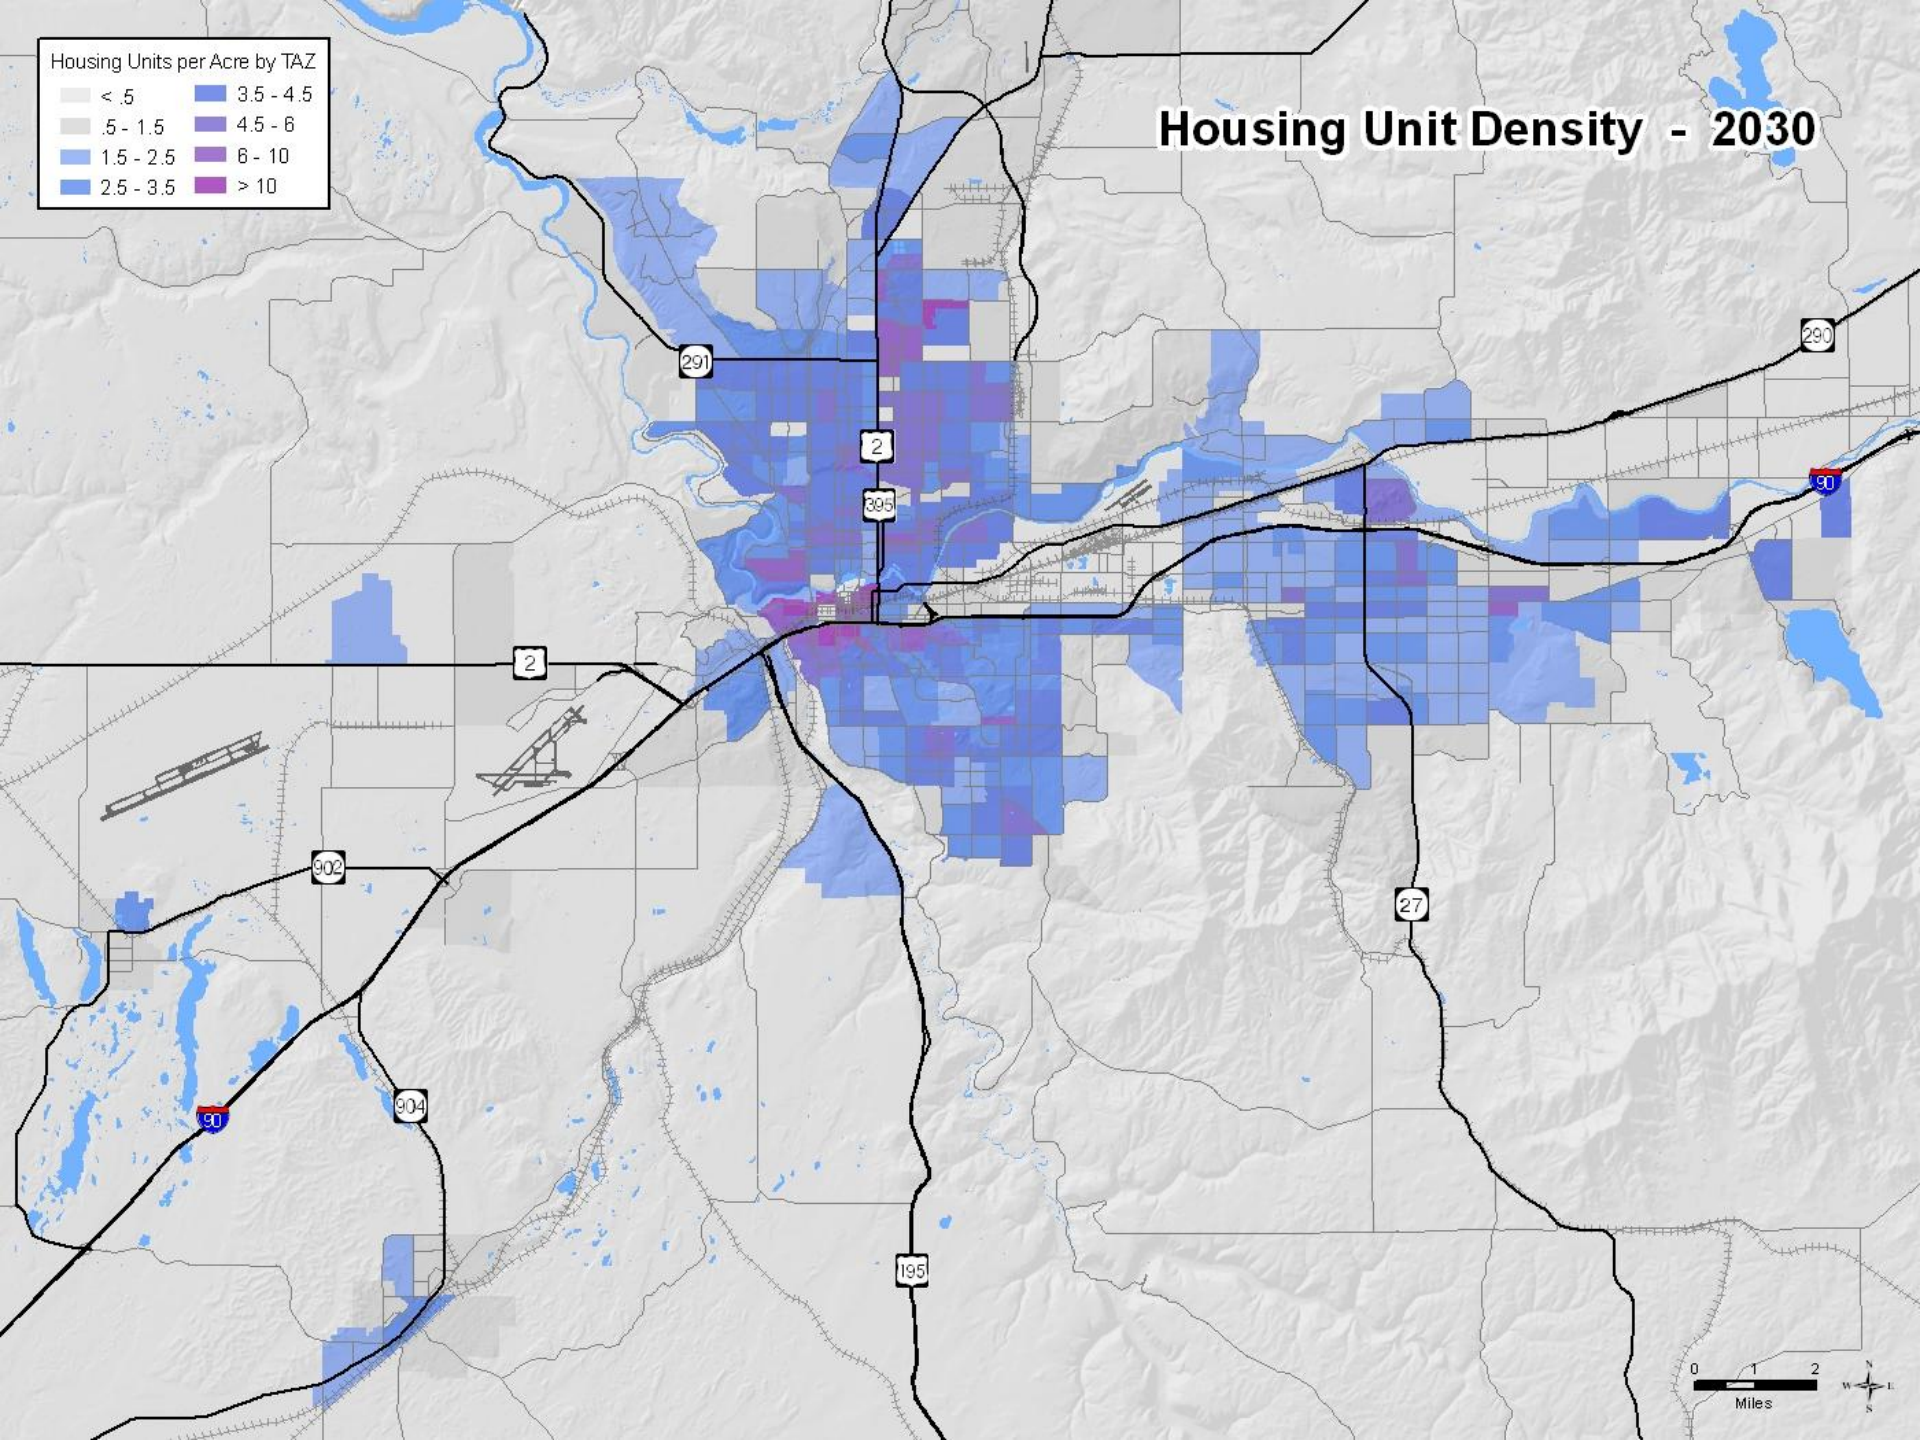 Housing Units per Acre by TAZ
< .5
3.5 - 4.5
.5 - 1.5
4.5 - 6
1.5 - 2.5
6 - 10
2.5 - 3.5
> 10
Housing Unit Density - 2030
290
291
2
90
395
2
902
27
904
90
195
0 1 2
Miles
N
W E
S